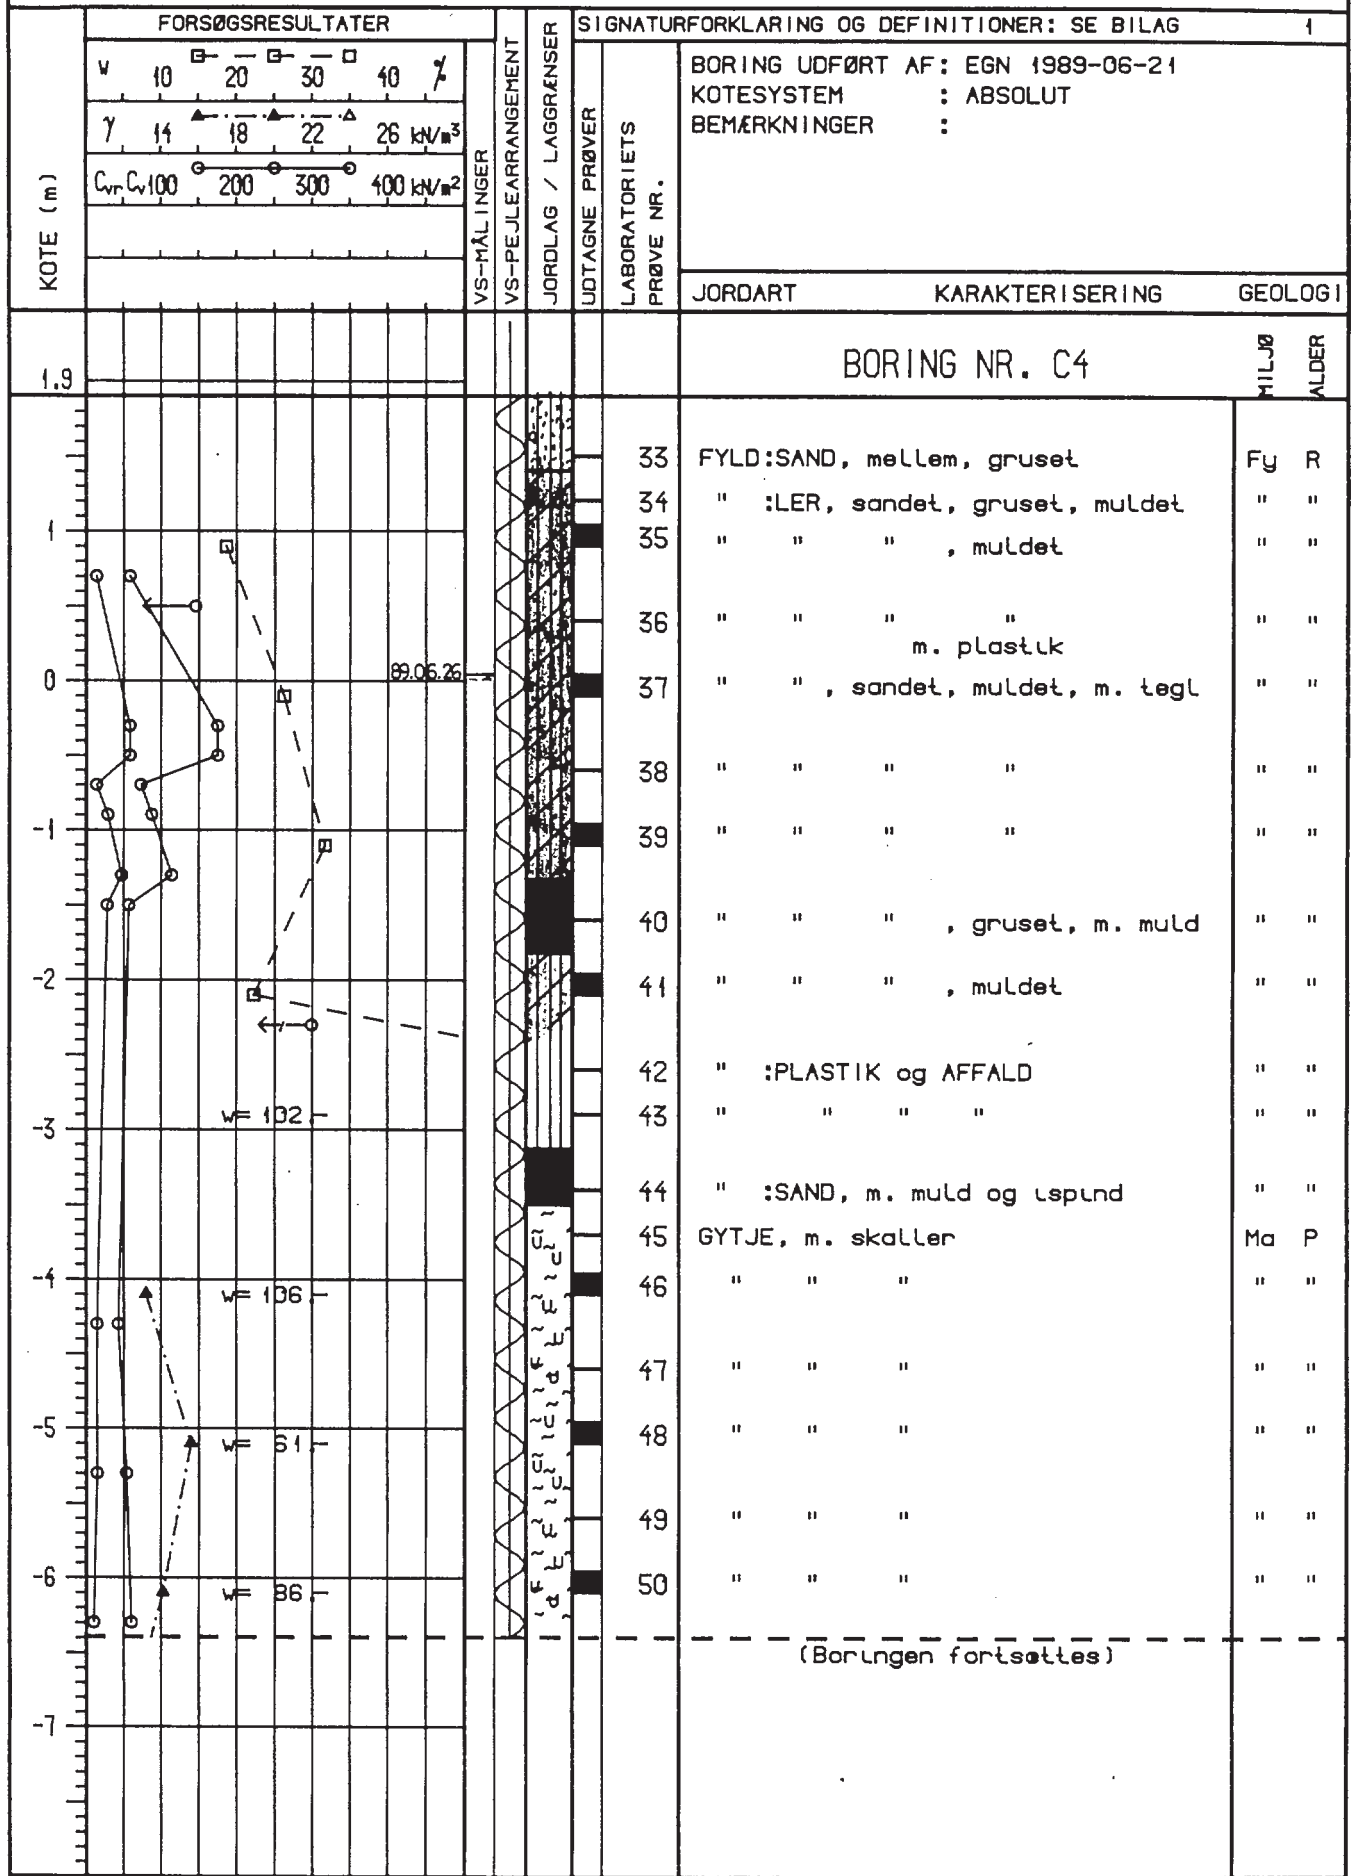 FORSØGSRESULTATER
SIGNATURFORKLARING OG DEFINITIONER: SE BILAG 1
w 10 20 30 40 %
γ 14 18 22 26 kN/m³
Cvr Cv 100 200 300 400 kN/m²
KOTE (m)
VS-MÅLINGER
VS-PEJLEARRANGEMENT
JORDLAG / LAGGRÆNSER
UDTAGNE PRØVER
LABORATORIETS
PRØVE NR.
BORING UDFØRT AF: EGN 1989-06-21
KOTESYSTEM : ABSOLUT
BEMÆRKNINGER :
JORDART KARAKTERISERING GEOLOGI
BORING NR. C4
MILJØ
ALDER
1.9
33 FYLD:SAND, mellem, gruset Fy R
34 " :LER, sandet, gruset, muldet " "
1
35 " " " , muldet " "
36 " " " " " "
m. plastik
0 89.06.26
37 " " , sandet, muldet, m. tegl " "
38 " " " " " "
-1
39 " " " " " "
40 " " " , gruset, m. muld " "
-2
41 " " " , muldet " "
42 " :PLASTIK og AFFALD " "
w= 102
43 " " " " " "
-3
44 " :SAND, m. muld og ispind " "
45 GYTJE, m. skaller Ma P
-4
w= 106
46 " " " " "
47 " " " " "
-5
w= 61
48 " " " " "
49 " " " " "
-6
w= 86
50 " " " " "
(Boringen fortsættes)
-7